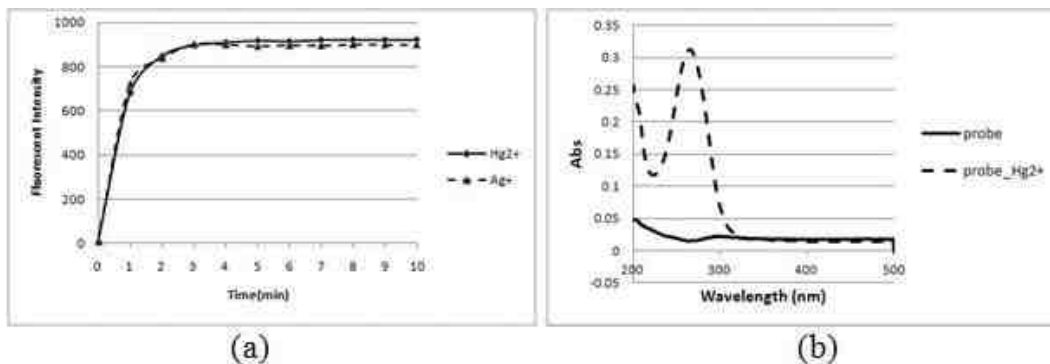 1000
800
600
400
200
0
Fluorescent Intensity
0 1 2 3 4 5 6 7 8 9 10
Time(min)
Hg2+
Ag+
(a)
0.35
0.3
0.25
0.2
0.15
0.1
0.05
0
-0.05
Abs
200 300 400 500
Wavelength (nm)
probe
probe_Hg2+
(b)